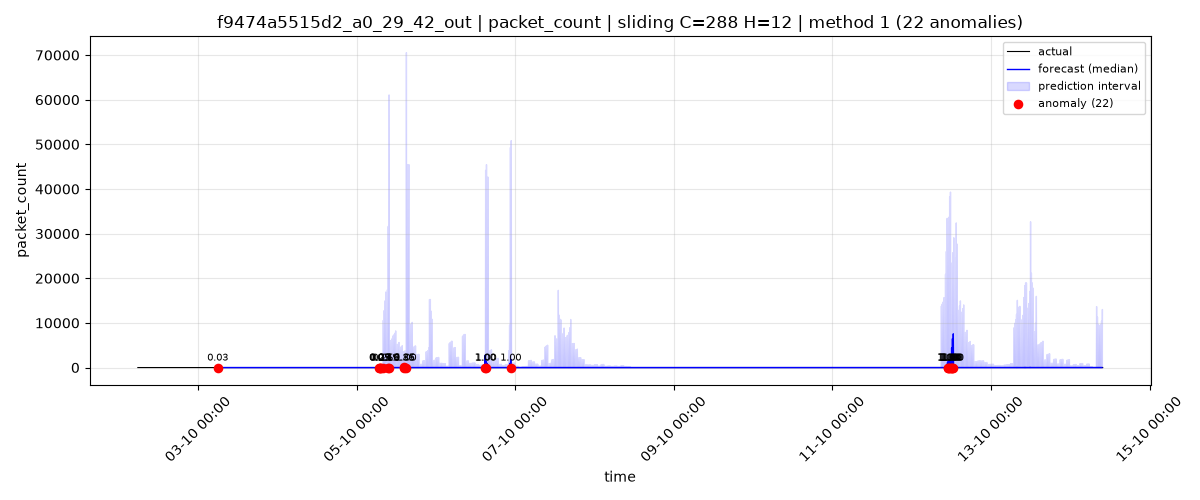 f9474a5515d2_a0_29_42_out | packet_count | sliding C=288 H=12 | method 1 (22 anomalies)
actual
forecast (median)
prediction interval
anomaly (22)
packet_count
70000
60000
50000
40000
30000
20000
10000
0
0.03
1.00
1.00
03-10 00:00
05-10 00:00
07-10 00:00
09-10 00:00
11-10 00:00
13-10 00:00
15-10 00:00
time